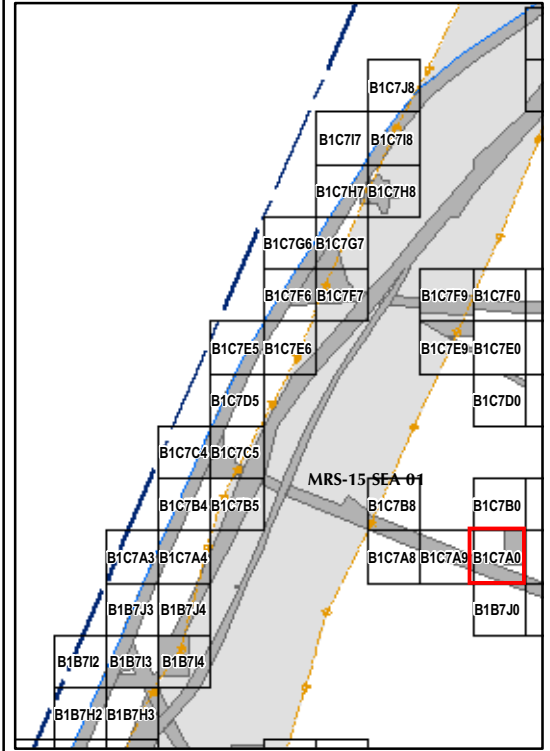 B1C7J8
B1C7I7 B1C7I8
B1C7H7 B1C7H8
B1C7G6 B1C7G7
B1C7F6 B1C7F7 B1C7F9 B1C7F0
B1C7E5 B1C7E6 B1C7E9 B1C7E0
B1C7D5 B1C7D0
B1C7C4 B1C7C5
MRS-15 SEA 01
B1C7B4 B1C7B5 B1C7B8 B1C7B0
B1C7A3 B1C7A4 B1C7A8 B1C7A9 B1C7A0
B1B7J3 B1B7J4 B1B7J0
B1B7I2 B1B7I3 B1B7I4
B1B7H2 B1B7H3